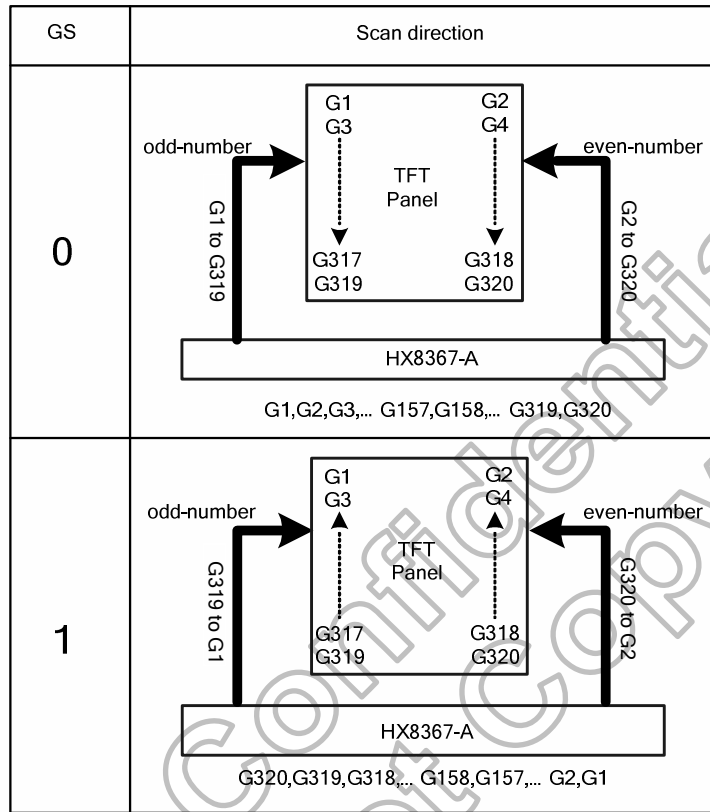 GS Scan direction
0
G1 G2
G3 G4
odd-number even-number
TFT
Panel
G1 to G319
G2 to G320
G317 G318
G319 G320
HX8367-A
G1,G2,G3,... G157,G158,... G319,G320
1
G1 G2
G3 G4
odd-number even-number
TFT
Panel
G319 to G1
G320 to G2
G317 G318
G319 G320
HX8367-A
G320,G319,G318,... G158,G157,... G2,G1